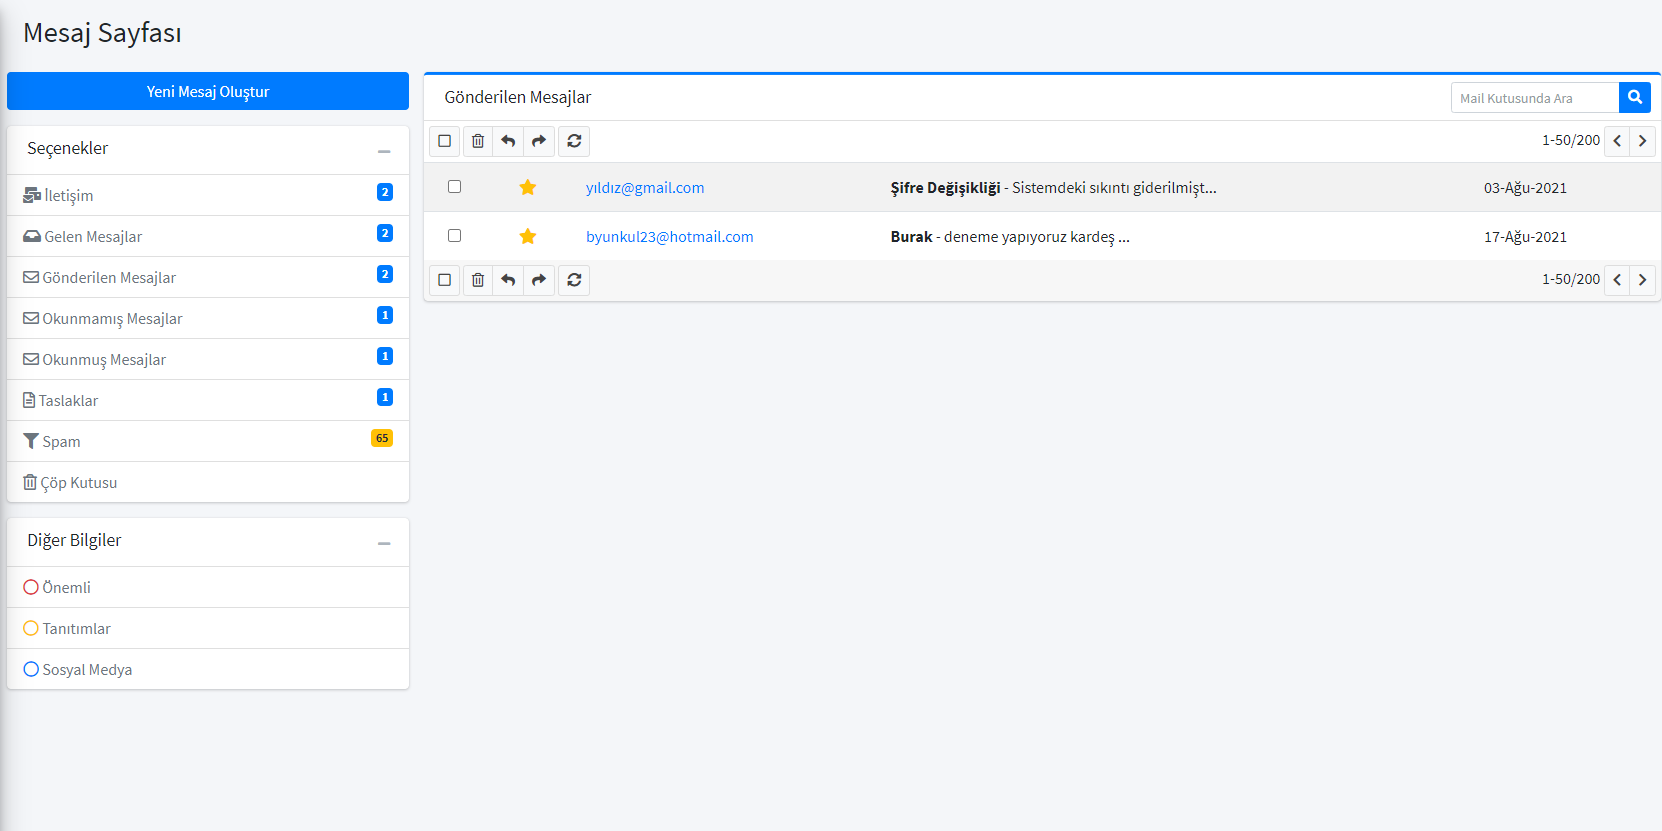 Mesaj Sayfası
Yeni Mesaj Oluştur
Seçenekler
İletişim 2
Gelen Mesajlar 2
Gönderilen Mesajlar 2
Okunmamış Mesajlar 1
Okunmuş Mesajlar 1
Taslaklar 1
Spam 65
Çöp Kutusu
Diğer Bilgiler
Önemli
Tanıtımlar
Sosyal Medya
Gönderilen Mesajlar
Mail Kutusunda Ara
1-50/200
yıldız@gmail.com Şifre Değişikliği - Sistemdeki sıkıntı giderilmişt... 03-Ağu-2021
byunkul23@hotmail.com Burak - deneme yapıyoruz kardeş ... 17-Ağu-2021
1-50/200